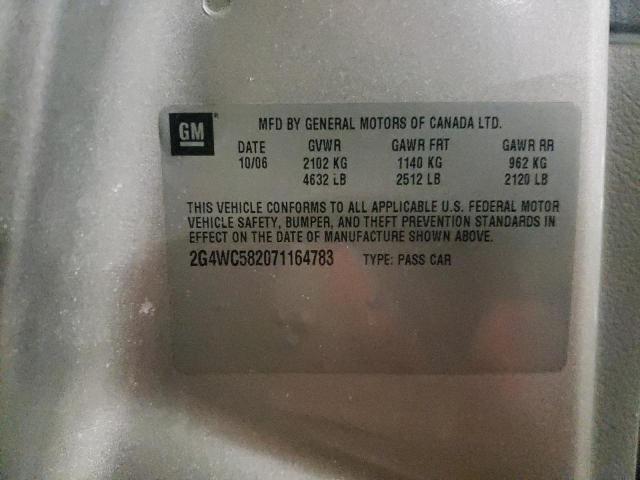 GM
MFD BY GENERAL MOTORS OF CANADA LTD.
DATE GVWR GAWR FRT GAWR RR
10/06 2102 KG 1140 KG 962 KG
4632 LB 2512 LB 2120 LB
THIS VEHICLE CONFORMS TO ALL APPLICABLE U.S. FEDERAL MOTOR
VEHICLE SAFETY, BUMPER, AND THEFT PREVENTION STANDARDS IN
EFFECT ON THE DATE OF MANUFACTURE SHOWN ABOVE.
2G4WC582071164783 TYPE: PASS CAR